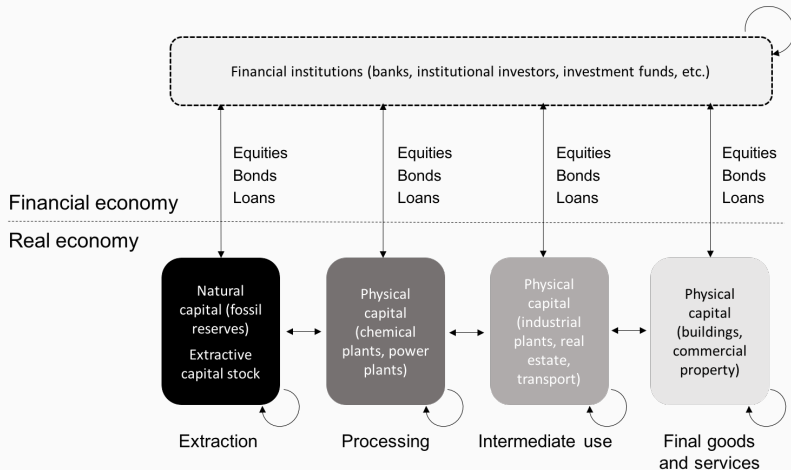 Financial institutions (banks, institutional investors, investment funds, etc.)
Equities
Bonds
Loans
Equities
Bonds
Loans
Equities
Bonds
Loans
Equities
Bonds
Loans
Financial economy
Real economy
Natural
capital (fossil
reserves)
Extractive
capital stock
Physical
capital
(chemical
plants, power
plants)
Physical
capital
(industrial
plants, real
estate,
transport)
Physical
capital
(buildings,
commercial
property)
Extraction
Processing
Intermediate use
Final goods
and services